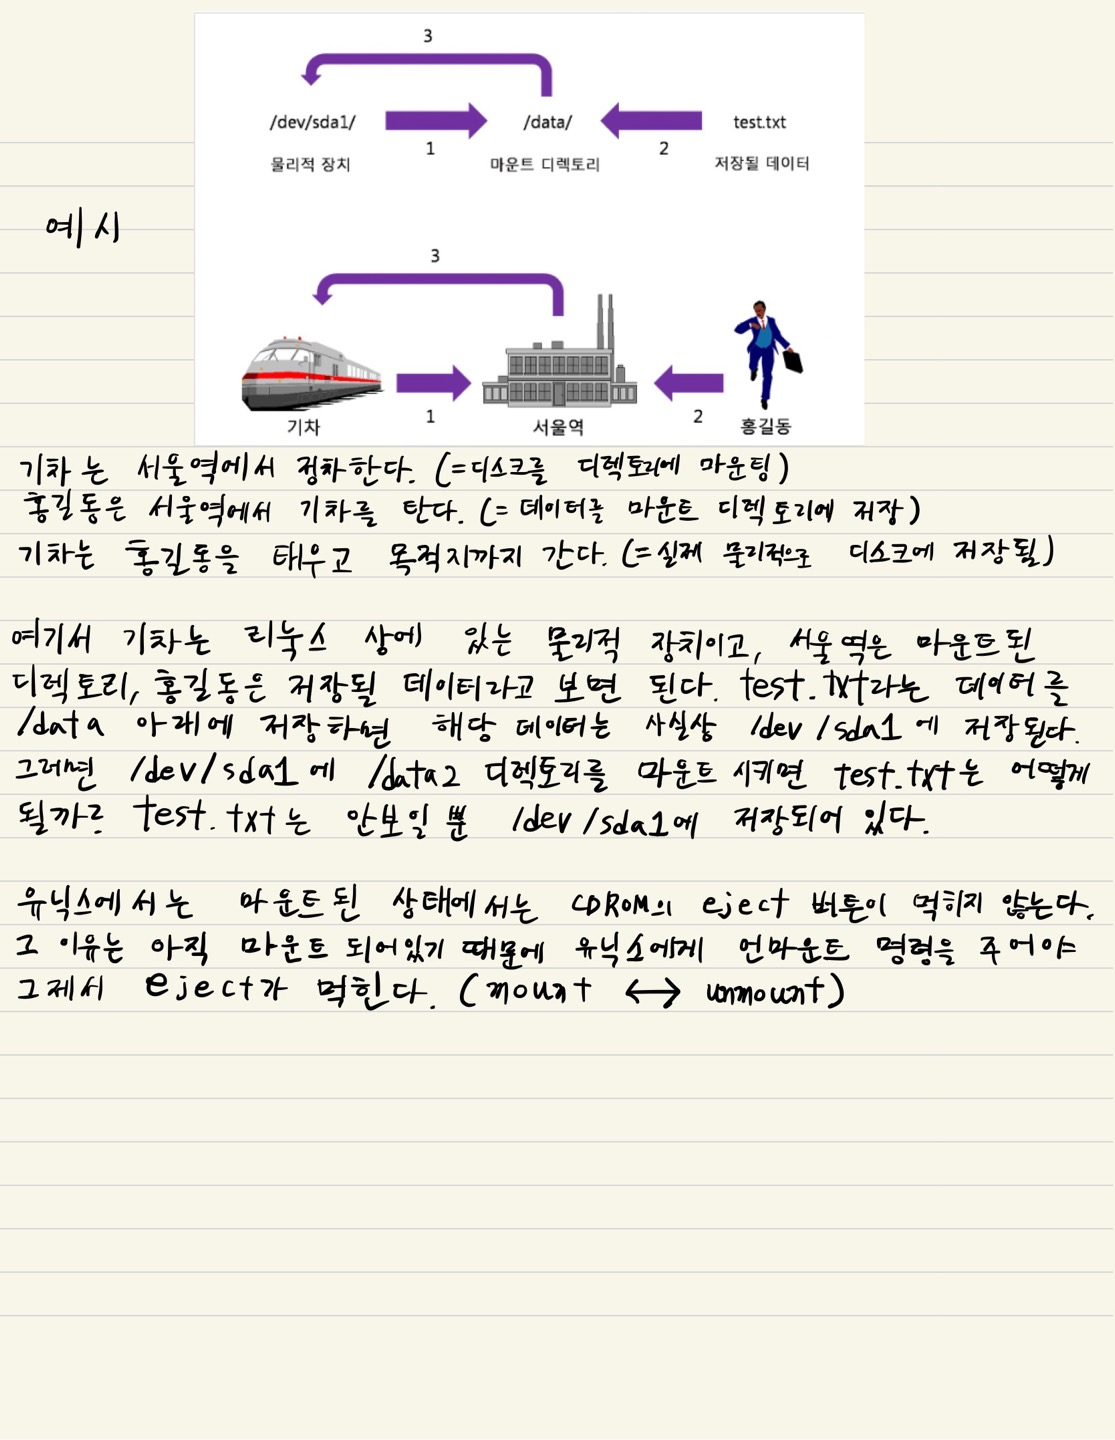 3
/dev/sda1/ /data/ test.txt
1 2
물리적 장치 마운트 디렉토리 저장될 데이터
예시
3
1 2
기차 서울역 홍길동
기차는 서울역에서 정차한다. (=디스크를 디렉토리에 마운팅)
홍길동은 서울역에서 기차를 탄다. (= 데이터를 마운트 디렉토리에 저장)
기차는 홍길동을 태우고 목적지까지 간다. (=실제 물리적으로 디스크에 저장될)
여기서 기차는 리눅스 상에 있는 물리적 장치이고, 서울역은 마운트된
디렉토리, 홍길동은 저장될 데이터라고 보면 된다. test.txt라는 데이터를
/data 아래에 저장하면 해당 데이터는 사실상 /dev/sda1에 저장된다.
그러면 /dev/sda1에 /data2 디렉토리를 마운트 시키면 test.txt는 어떻게
될까? test.txt는 안보일 뿐 /dev/sda1에 저장되어 있다.
유닉스에서는 마운트된 상태에서는 CDROM의 eject 버튼이 먹히지 않는다.
그 이유는 아직 마운트 되어있기 때문에 유닉스에게 언마운트 명령을 주어야
그제서 eject가 먹힌다. (mount ↔ unmount)